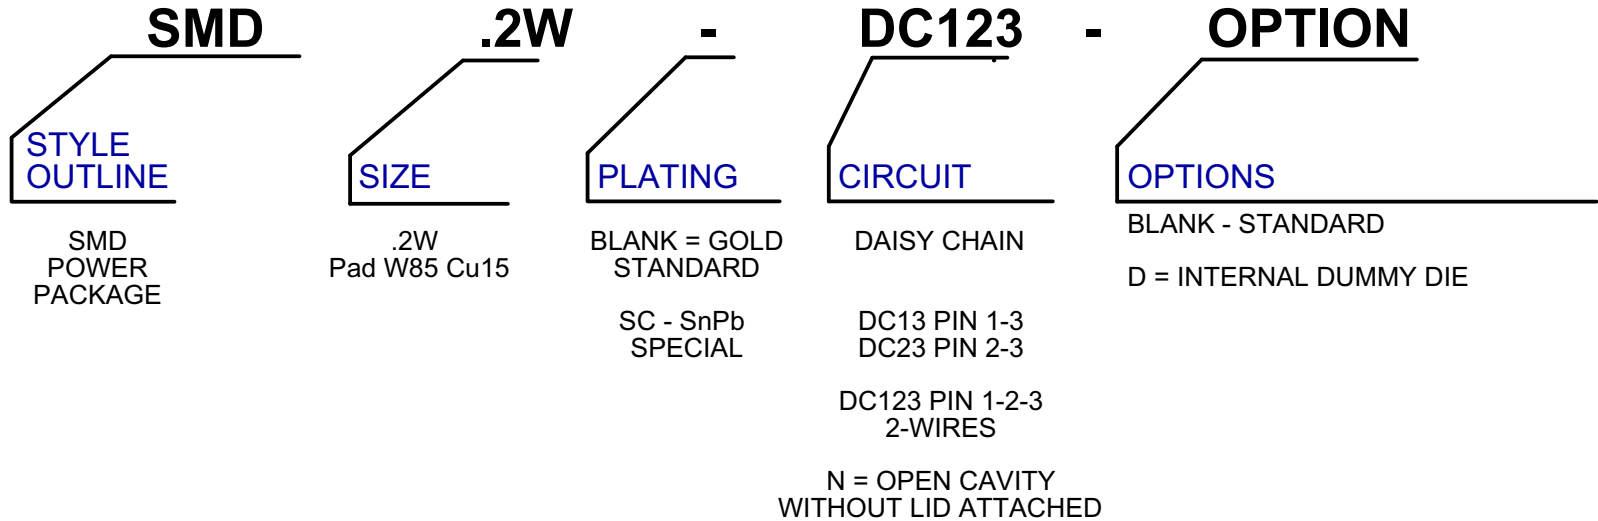 SMD .2W - DC123 - OPTION
STYLE
OUTLINE
SMD
POWER
PACKAGE
SIZE
.2W
Pad W85 Cu15
PLATING
BLANK = GOLD
STANDARD
SC - SnPb
SPECIAL
CIRCUIT
DAISY CHAIN
DC13 PIN 1-3
DC23 PIN 2-3
DC123 PIN 1-2-3
2-WIRES
N = OPEN CAVITY
WITHOUT LID ATTACHED
OPTIONS
BLANK - STANDARD
D = INTERNAL DUMMY DIE